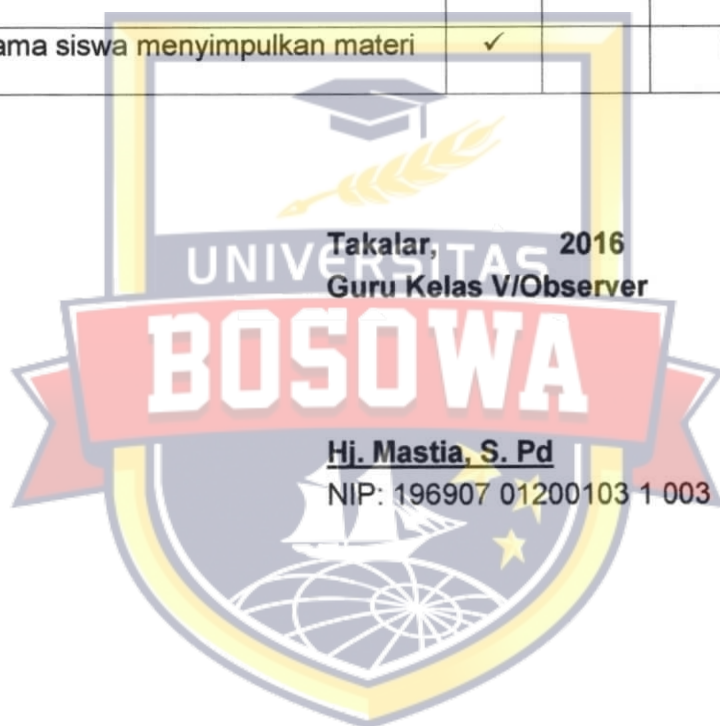 ama siswa menyimpulkan materi ✓
Takalar, 2016
Guru Kelas V/Observer
UNIVERSITAS
BOSOWA
Hj. Mastia, S. Pd
NIP: 196907 01200103 1 003